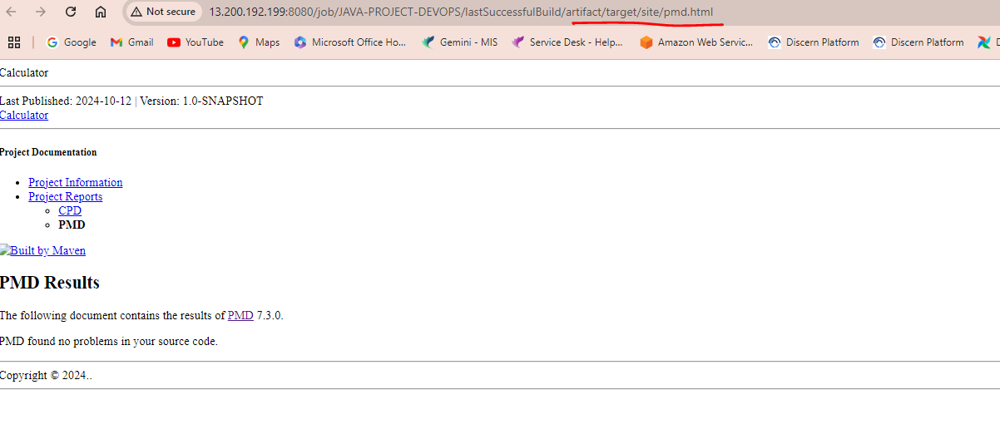 Not secure
13.200.192.199:8080/job/JAVA-PROJECT-DEVOPS/lastSuccessfulBuild/artifact/target/site/pmd.html
Google
Gmail
YouTube
Maps
Microsoft Office Ho...
Gemini - MIS
Service Desk - Help...
Amazon Web Servic...
Discern Platform
Discern Platform
Calculator
Last Published: 2024-10-12 | Version: 1.0-SNAPSHOT
Calculator
Project Documentation
Project Information
Project Reports
CPD
PMD
Built by Maven
PMD Results
The following document contains the results of PMD 7.3.0.
PMD found no problems in your source code.
Copyright © 2024..